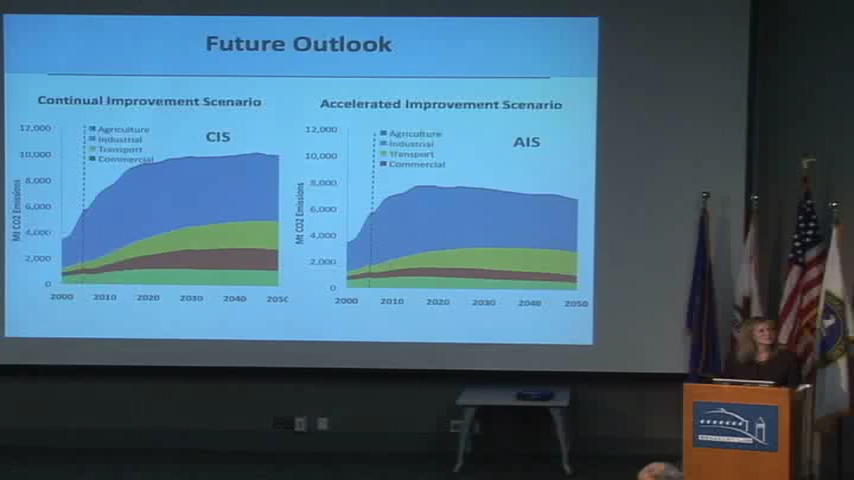 Future Outlook
Continual Improvement Scenario
12,000
10,000
8,000
6,000
4,000
2,000
0
Mt CO2 Emissions
Agriculture
Industrial
Transport
Commercial
CIS
2000 2010 2020 2030 2040 2050
Accelerated Improvement Scenario
12,000
10,000
8,000
6,000
4,000
2,000
0
Mt CO2 Emissions
Agriculture
Industrial
Transport
Commercial
AIS
2000 2010 2020 2030 2040 2050